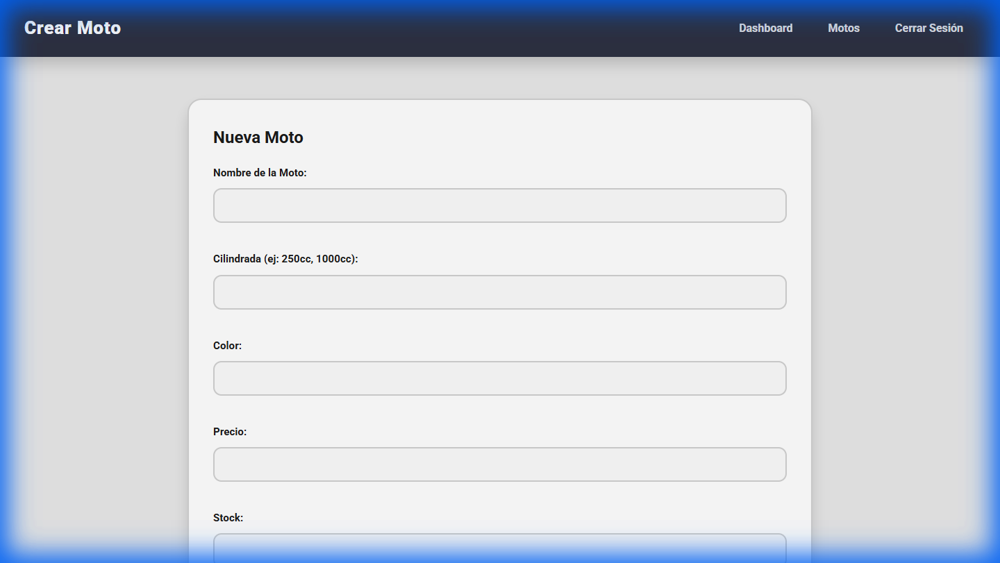 Crear Moto
Dashboard
Motos
Cerrar Sesión
Nueva Moto
Nombre de la Moto:
Cilindrada (ej: 250cc, 1000cc):
Color:
Precio:
Stock: